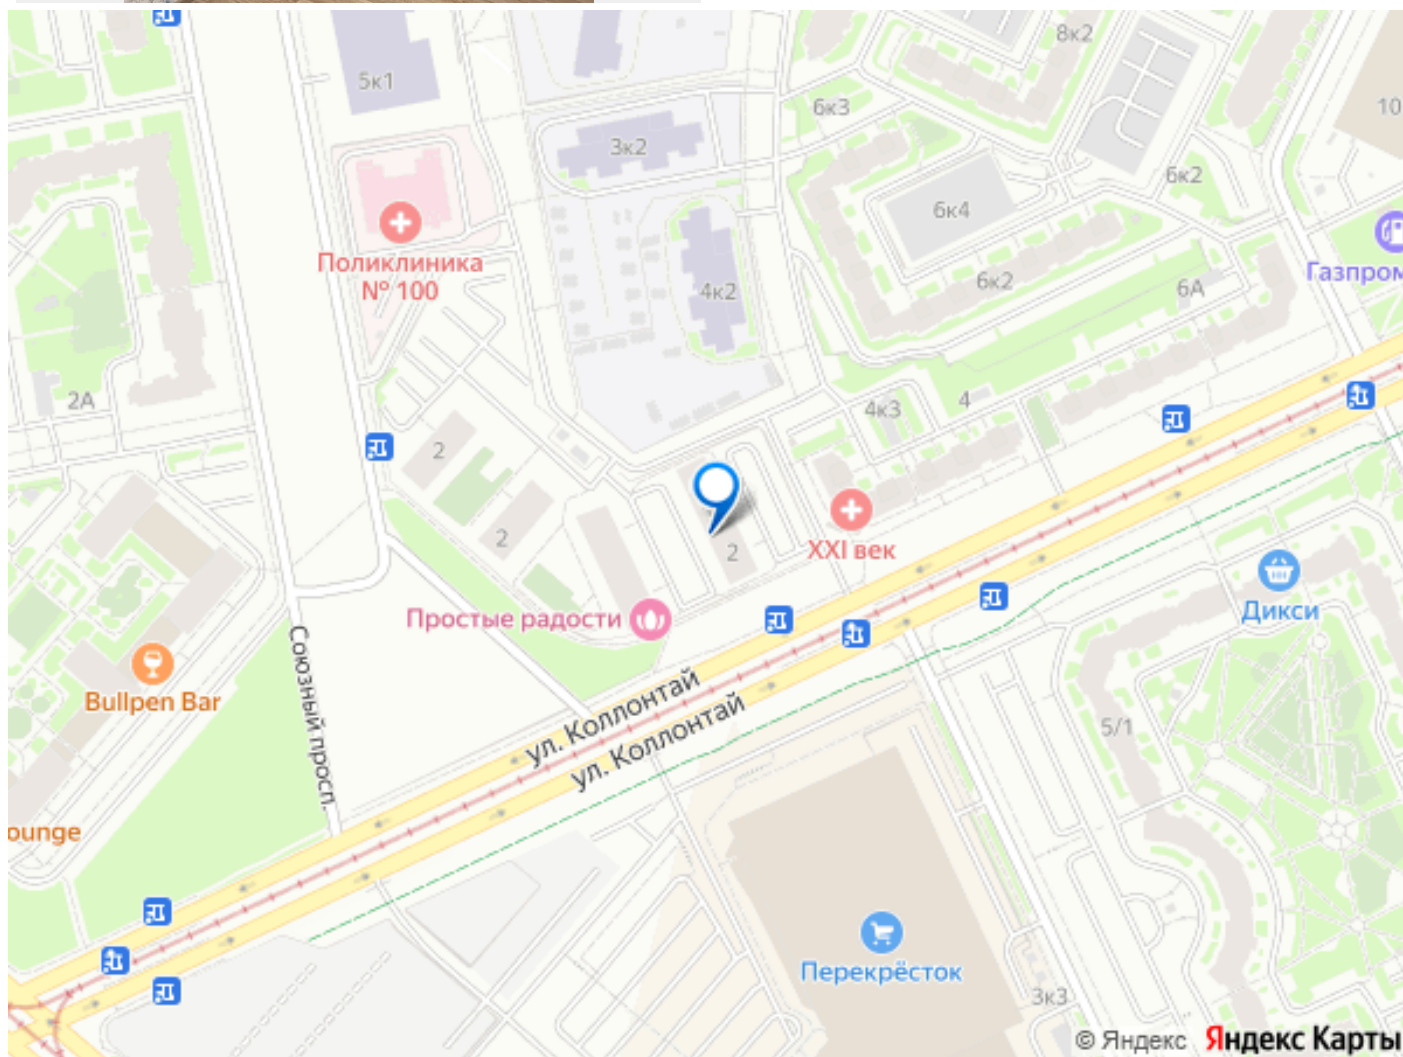 8к2
5к1
10
6к3
3к2
6к2
6к4
Поликлиника
№ 100
Газпром
6к2
4к2
6А
2А
4к3
4
2
2
2
XXI век
Дикси
Простые радости
Союзный просп.
Bullpen Bar
ул. Коллонтай
ул. Коллонтай
5/1
ounge
Перекрёсток
3к3
© Яндекс Яндекс Карты